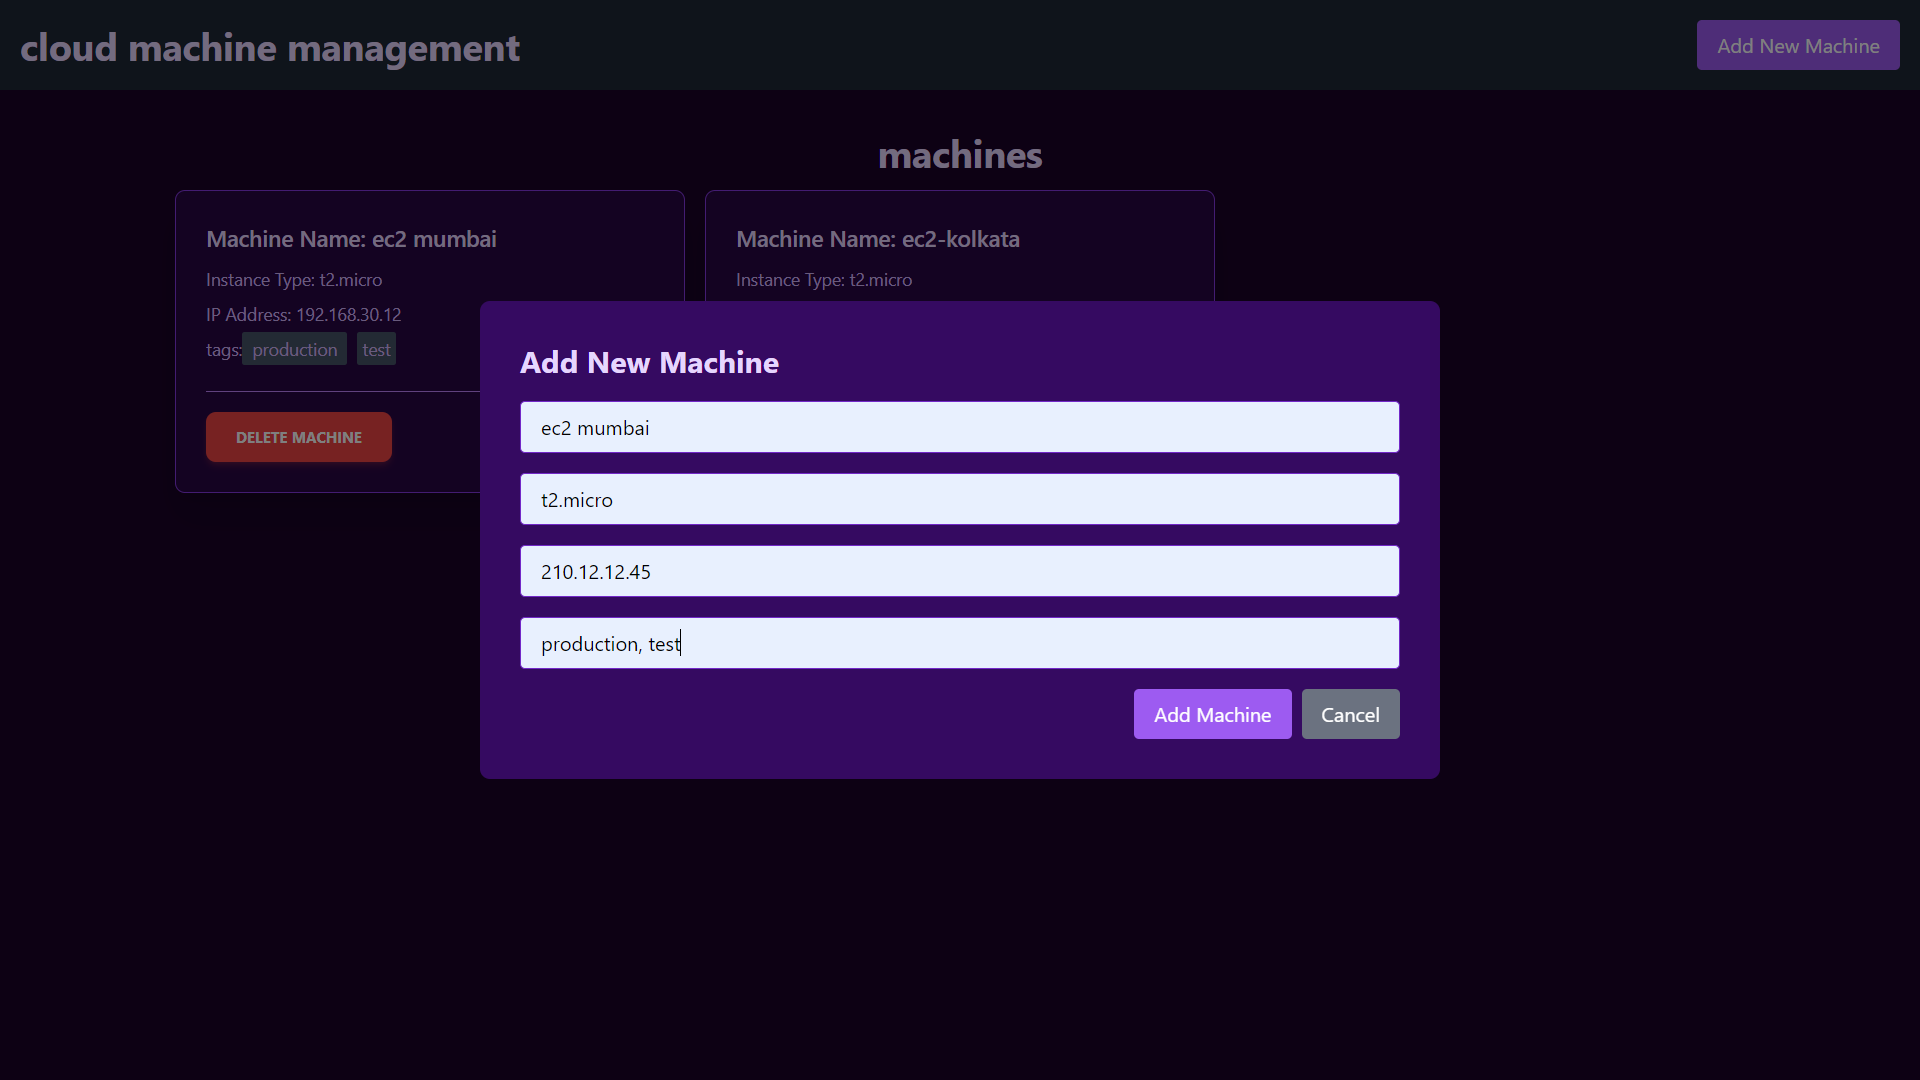 cloud machine management
Add New Machine
machines
Machine Name: ec2 mumbai
Instance Type: t2.micro
IP Address: 192.168.30.12
tags: production test
DELETE MACHINE
Machine Name: ec2-kolkata
Instance Type: t2.micro
Add New Machine
ec2 mumbai
t2.micro
210.12.12.45
production, test
Add Machine
Cancel